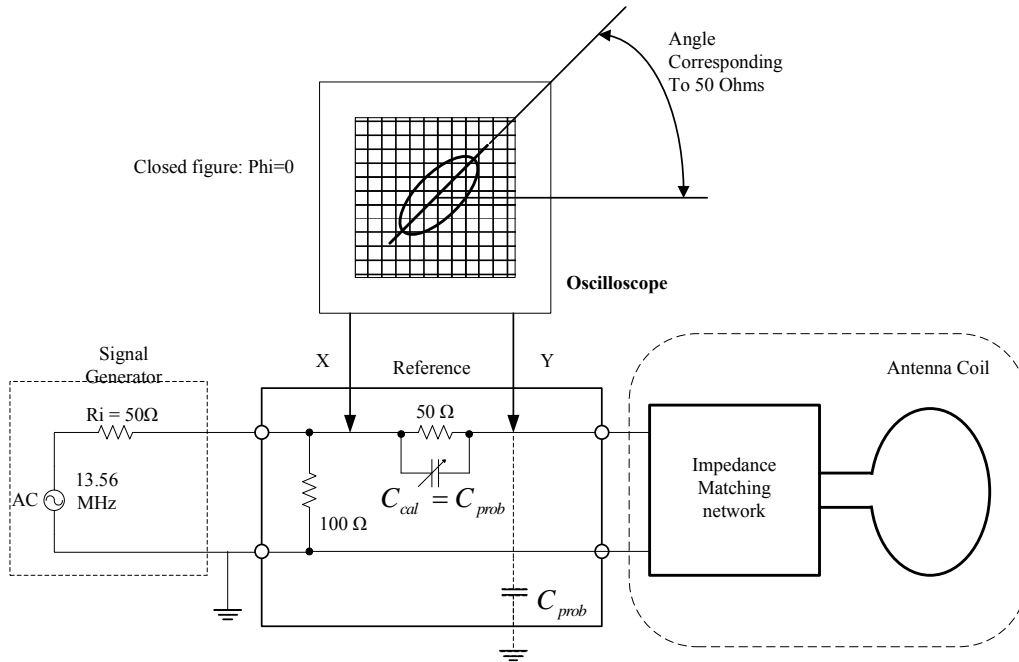 Angle
Corresponding
To 50 Ohms
Closed figure: Phi=0
Oscilloscope
Signal
Generator
X
Reference
Y
Antenna Coil
Ri = 50Ω
50 Ω
AC
13.56
MHz
100 Ω
C_cal = C_prob
Impedance
Matching
network
C_prob